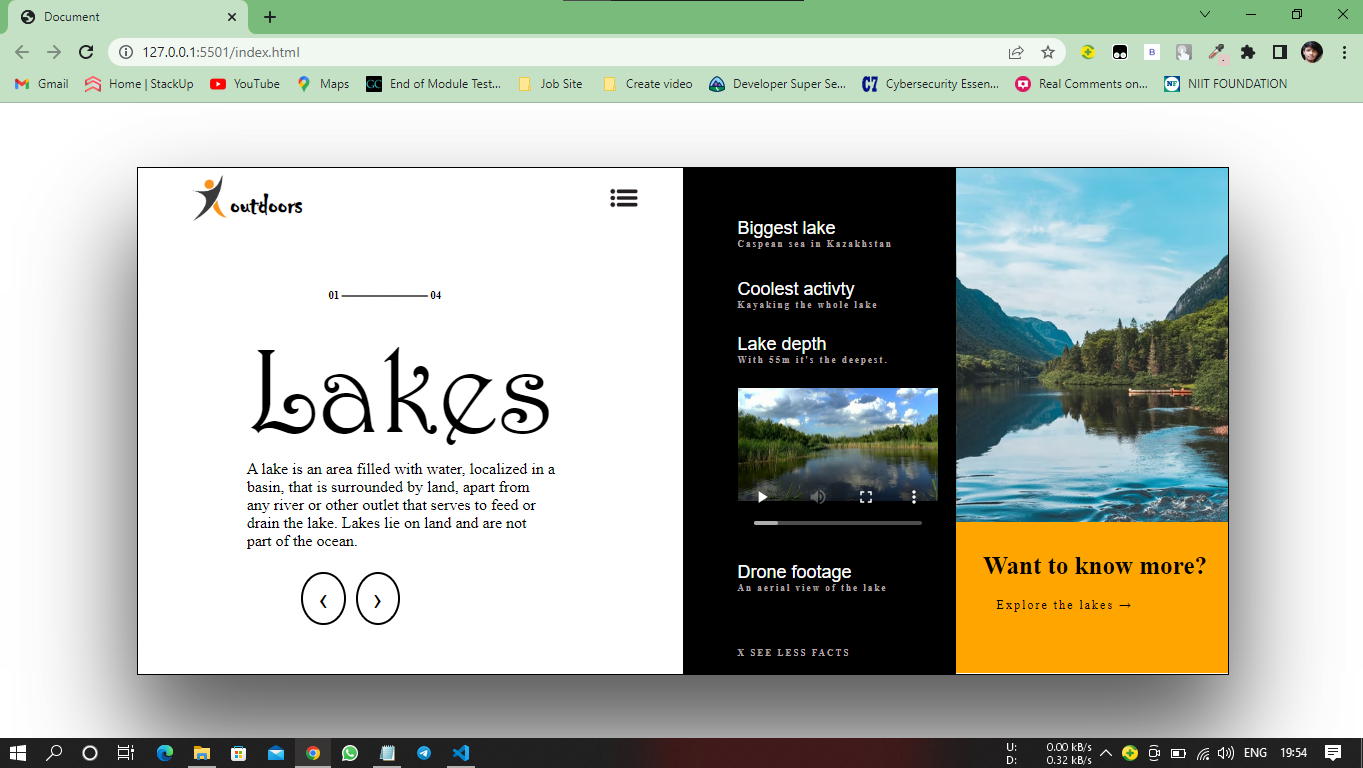 Document
127.0.0.1:5501/index.html
Gmail
Home | StackUp
YouTube
Maps
End of Module Test...
Job Site
Create video
Developer Super Se...
Cybersecurity Essen...
Real Comments on...
NIIT FOUNDATION
outdoors
01
04
Lakes
A lake is an area filled with water, localized in a
basin, that is surrounded by land, apart from
any river or other outlet that serves to feed or
drain the lake. Lakes lie on land and are not
part of the ocean.
‹ ›
Biggest lake
Caspean sea in Kazakhstan
Coolest activty
Kayaking the whole lake
Lake depth
With 55m it's the deepest.
Drone footage
An aerial view of the lake
X SEE LESS FACTS
Want to know more?
Explore the lakes →
U: 0.00 kB/s
D: 0.32 kB/s
ENG
19:54